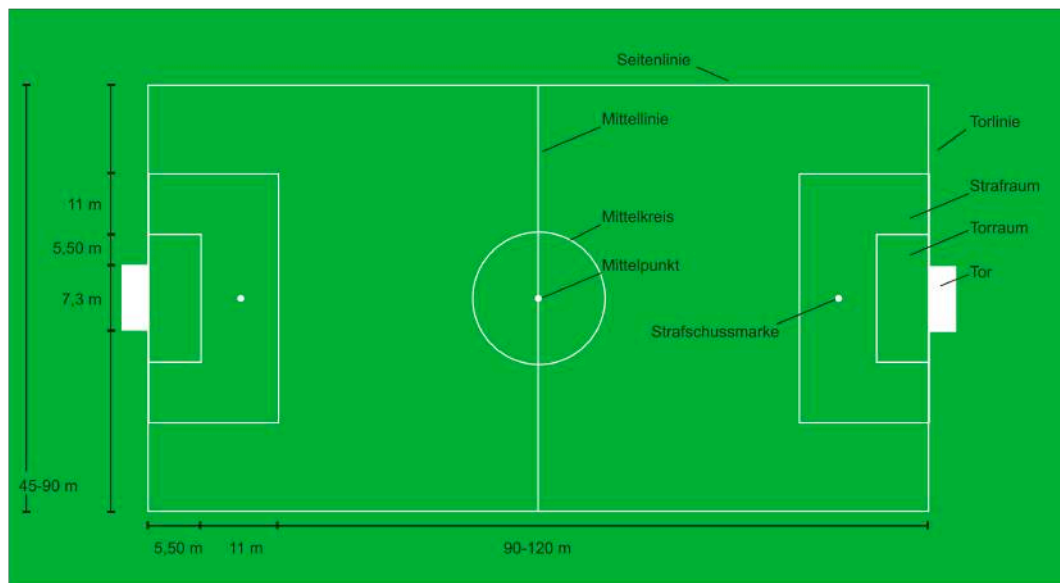 Seitenlinie
Mittellinie
Torlinie
Strafraum
11 m
Mittelkreis
Torraum
5,50 m
Mittelpunkt
Tor
7,3 m
Strafschussmarke
45-90 m
5,50 m
11 m
90-120 m